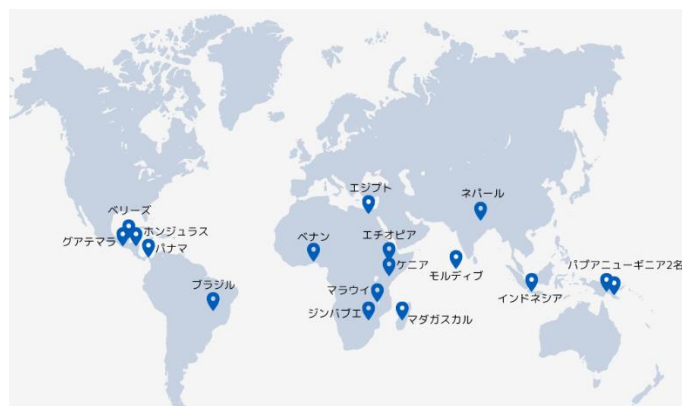 エジプト
ネパール
ベリーズ
ホンジュラス
グアテマラ
パナマ
ベナン
エチオピア
ケニア
モルディブ
パプアニューギニア2名
ブラジル
マラウイ
インドネシア
ジンバブエ
マダガスカル